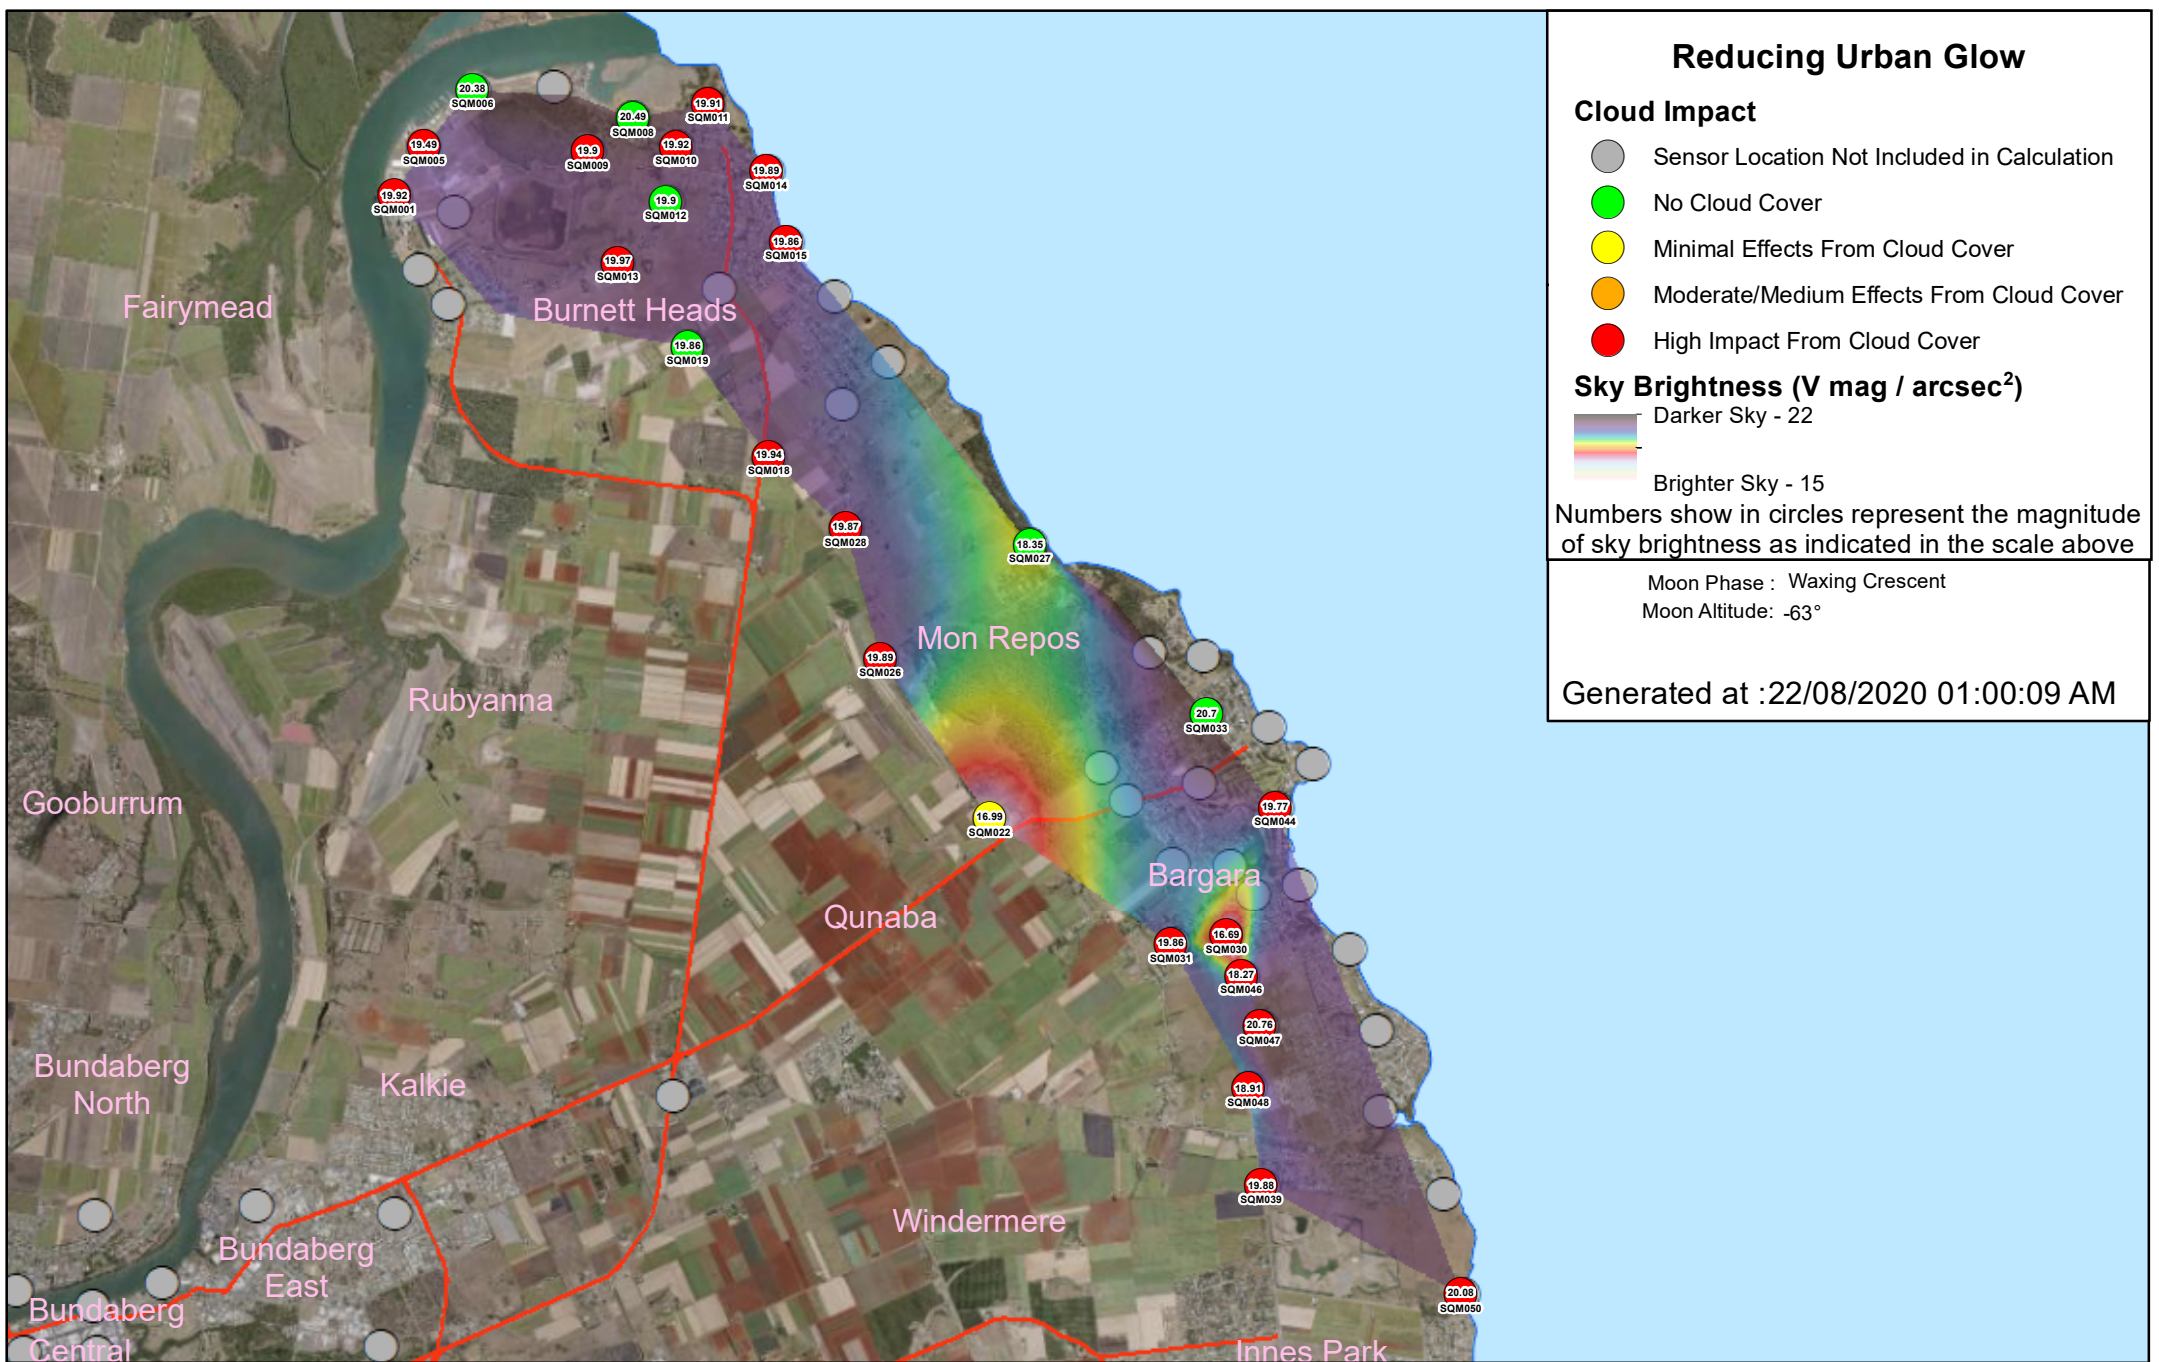 Reducing Urban Glow
Cloud Impact
Sensor Location Not Included in Calculation
No Cloud Cover
Minimal Effects From Cloud Cover
Moderate/Medium Effects From Cloud Cover
High Impact From Cloud Cover
Sky Brightness (V mag / arcsec²)
Darker Sky - 22
Brighter Sky - 15
Numbers show in circles represent the magnitude
of sky brightness as indicated in the scale above
Moon Phase : Waxing Crescent
Moon Altitude: -63°
Generated at :22/08/2020 01:00:09 AM
20.38
SQM006
20.49
SQM008
19.91
SQM011
19.49
SQM005
19.9
SQM009
19.92
SQM010
19.89
SQM014
19.92
SQM001
19.9
SQM012
19.86
SQM015
19.97
SQM013
Fairymead
Burnett Heads
19.86
SQM019
19.94
SQM018
19.87
SQM028
18.35
SQM027
Mon Repos
19.89
SQM026
Rubyanna
20.7
SQM033
Gooburrum
16.99
SQM022
19.77
SQM044
Bargara
Qunaba
16.69
SQM030
19.86
SQM031
18.27
SQM046
20.76
SQM047
Bundaberg
North
Kalkie
18.91
SQM048
19.88
SQM039
Windermere
Bundaberg
East
20.08
SQM050
Bundaberg
Central
Innes Park